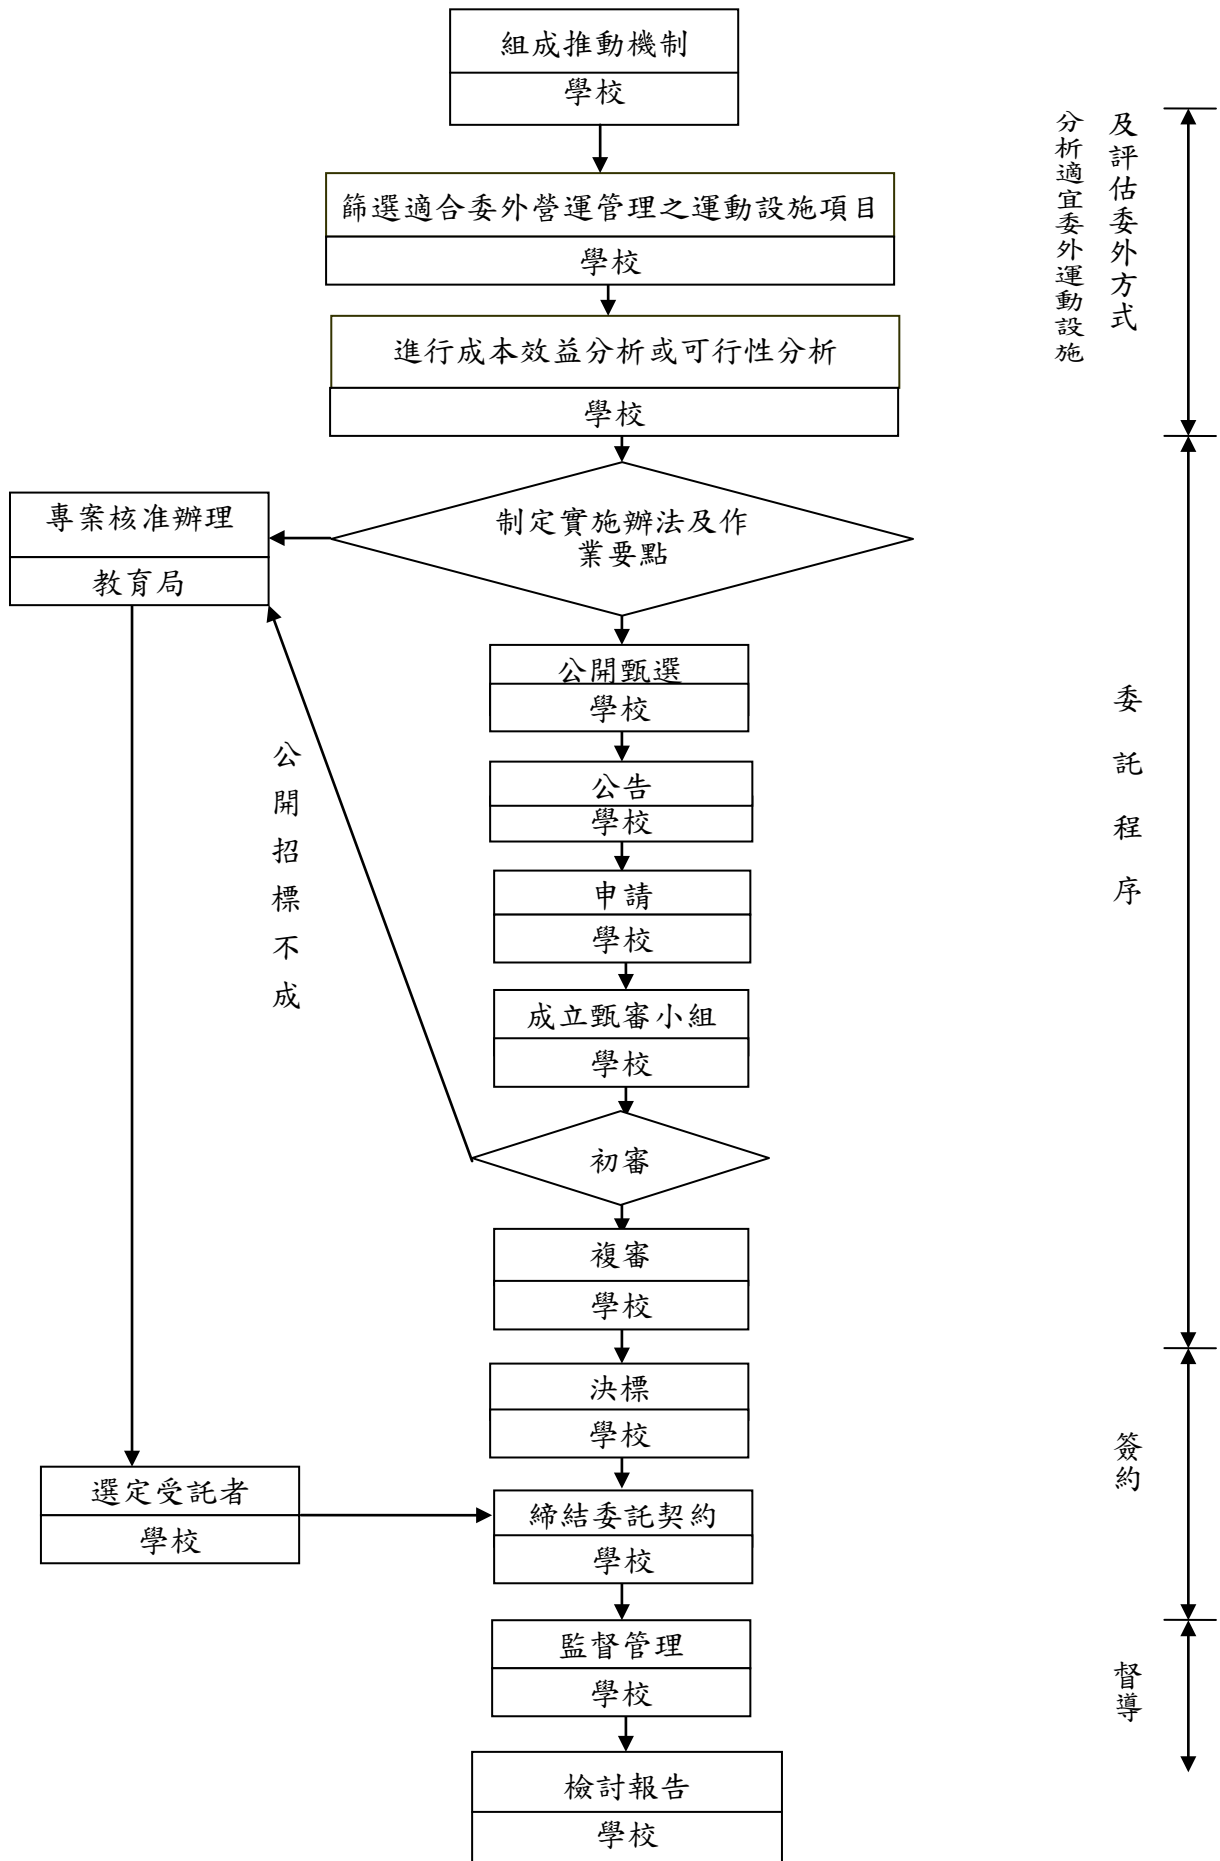 組成推動機制
學校
篩選適合委外營運管理之運動設施項目
學校
進行成本效益分析或可行性分析
學校
分析適宜委外運動設施
及評估委外方式
制定實施辦法及作
業要點
專案核准辦理
教育局
公開甄選
學校
公告
學校
申請
學校
成立甄審小組
學校
公開招標不成
委託程序
初審
複審
學校
決標
學校
選定受託者
學校
締結委託契約
學校
簽約
監督管理
學校
督導
檢討報告
學校